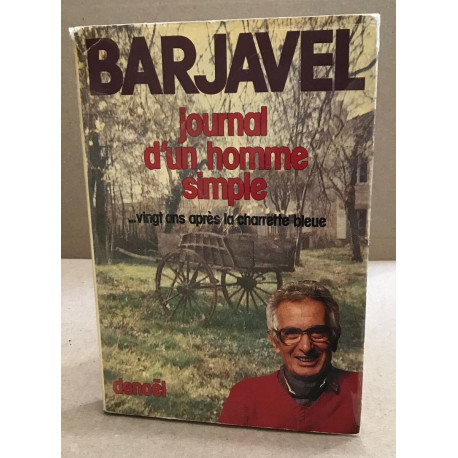 BARJAVEL
journal
d'un homme
simple
...vingt ans après la charrette bleue
denoël